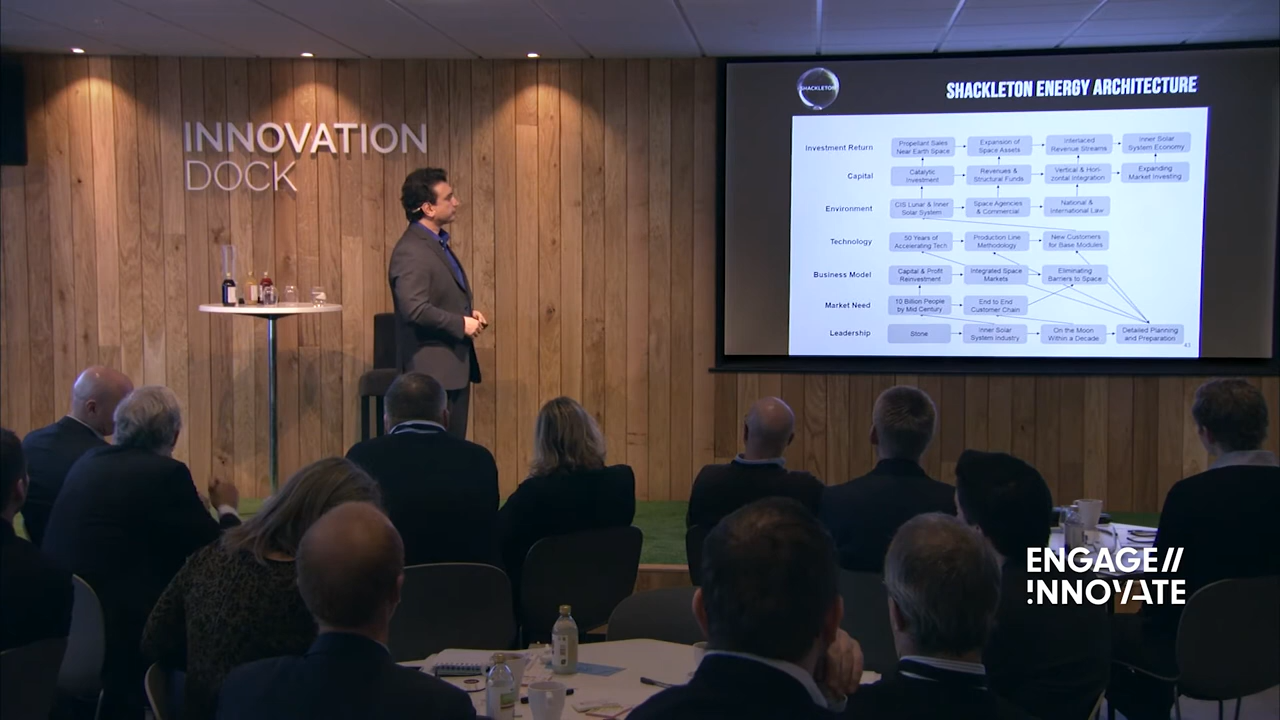 INNOVATION
DOCK
SHACKLETON
SHACKLETON ENERGY ARCHITECTURE
Investment Return
Propellant Sales
Near Earth Space
Expansion of
Space Assets
Interlaced
Revenue Streams
Inner Solar
System Economy
Capital
Catalytic
Investment
Revenues &
Structural Funds
Vertical & Hori-
zontal Integration
Expanding
Market Investing
Environment
CIS Lunar & Inner
Solar System
Space Agencies
& Commercial
National &
International Law
Technology
50 Years of
Accelerating Tech
Production Line
Methodology
New Customers
for Base Modules
Business Model
Capital & Profit
Reinvestment
Integrated Space
Markets
Eliminating
Barriers to Space
Market Need
10 Billion People
by Mid Century
End to End
Customer Chain
Leadership
Stone
Inner Solar
System Industry
On the Moon
Within a Decade
Detailed Planning
and Preparation
43
ENGAGE//
!NNOVATE